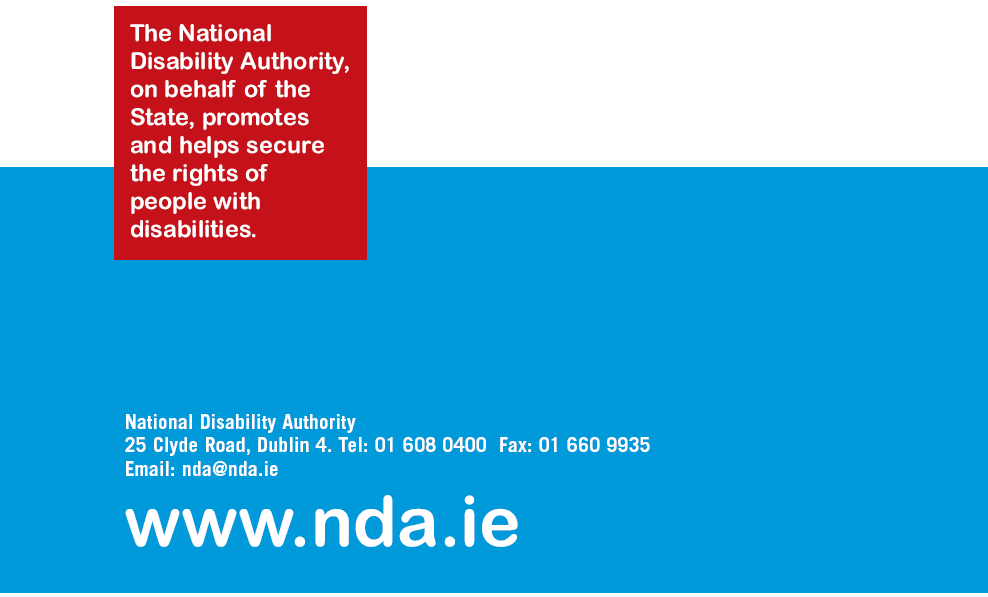 The National
Disability Authority,
on behalf of the
State, promotes
and helps secure
the rights of
people with
disabilities.
National Disability Authority
25 Clyde Road, Dublin 4. Tel: 01 608 0400 Fax: 01 660 9935
Email: nda@nda.ie
www.nda.ie